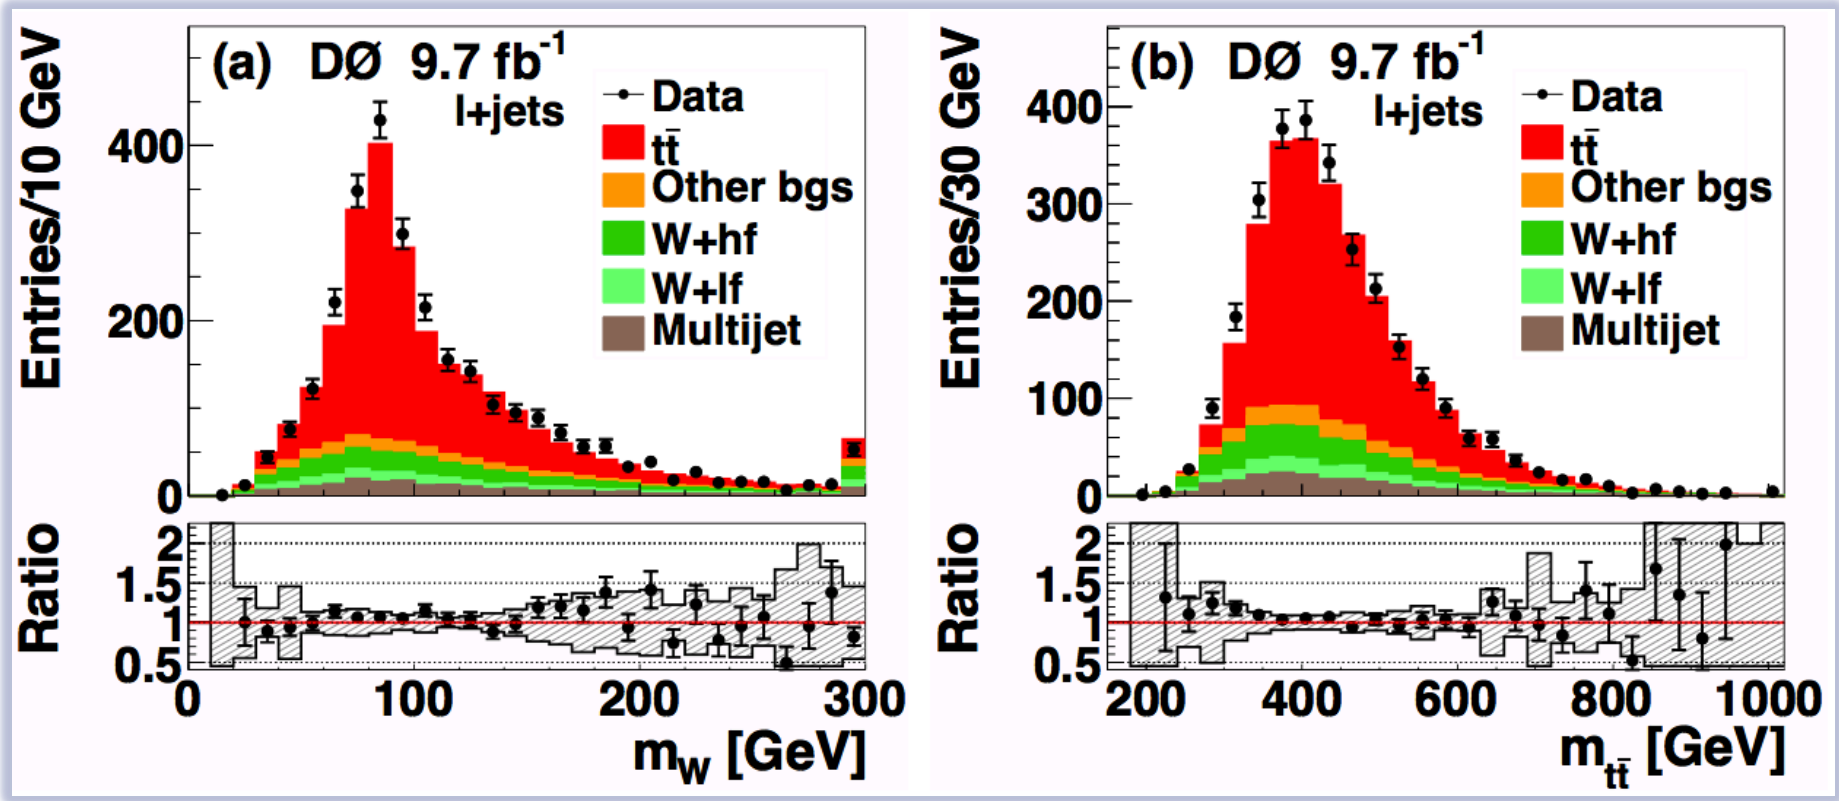 (a) DØ 9.7 fb⁻¹
l+jets
Data
tt̄
Other bgs
W+hf
W+lf
Multijet
Entries/10 GeV
400
200
0
Ratio
2
1.5
1
0.5
0 100 200 300
m_W [GeV]
(b) DØ 9.7 fb⁻¹
l+jets
Data
tt̄
Other bgs
W+hf
W+lf
Multijet
Entries/30 GeV
400
300
200
100
0
Ratio
2
1.5
1
0.5
200 400 600 800 1000
m_tt̄ [GeV]